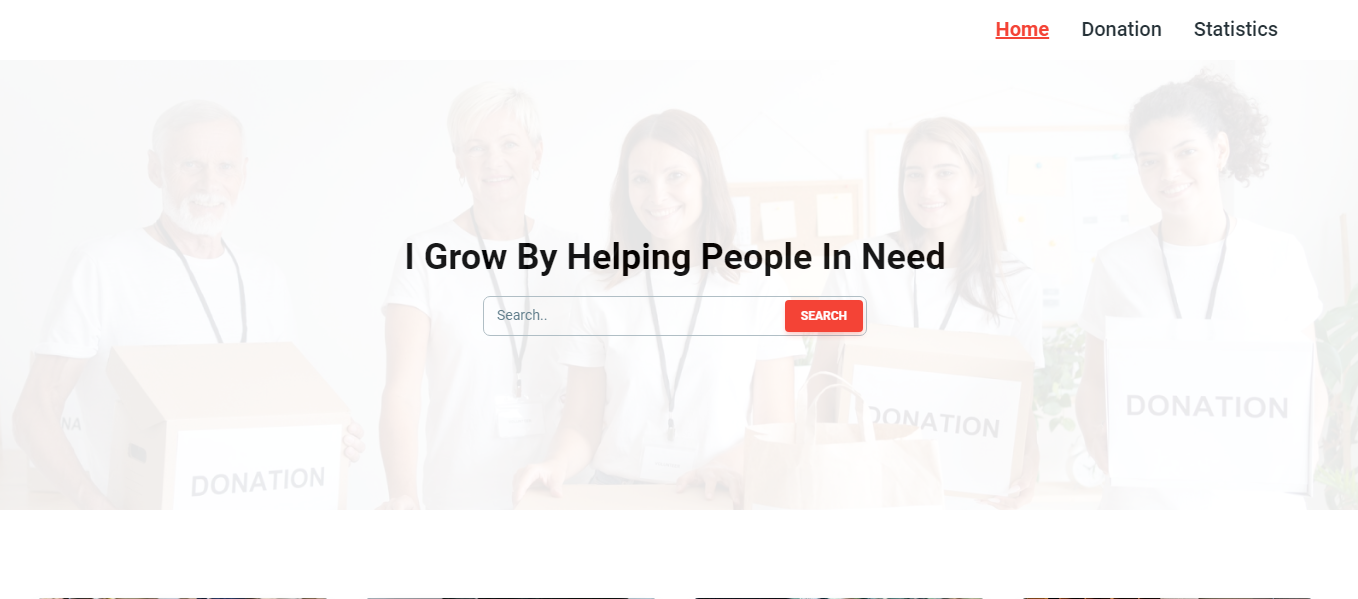 Home Donation Statistics
I Grow By Helping People In Need
Search.. SEARCH
DONATION
DONATION
NA
DONATION